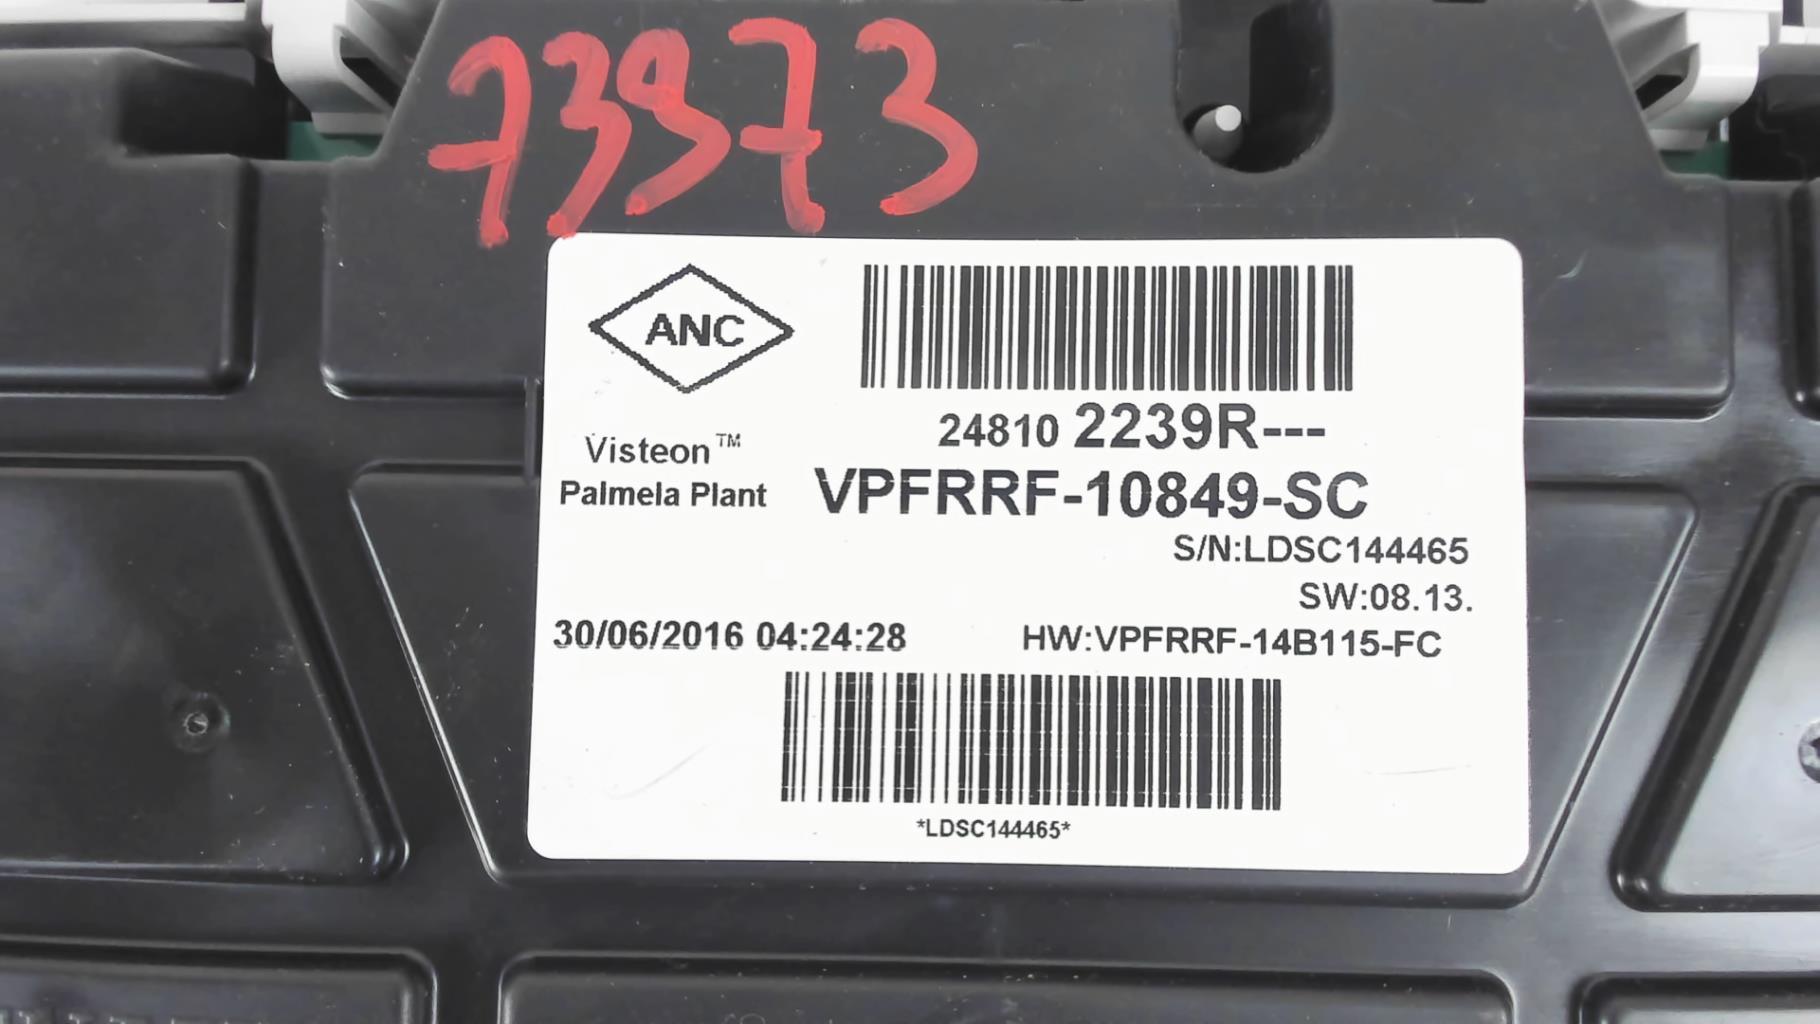 73973
ANC
24810 2239R---
Visteon™
Palmela Plant
VPFRRF-10849-SC
S/N:LDSC144465
SW:08.13.
30/06/2016 04:24:28
HW:VPFRRF-14B115-FC
*LDSC144465*